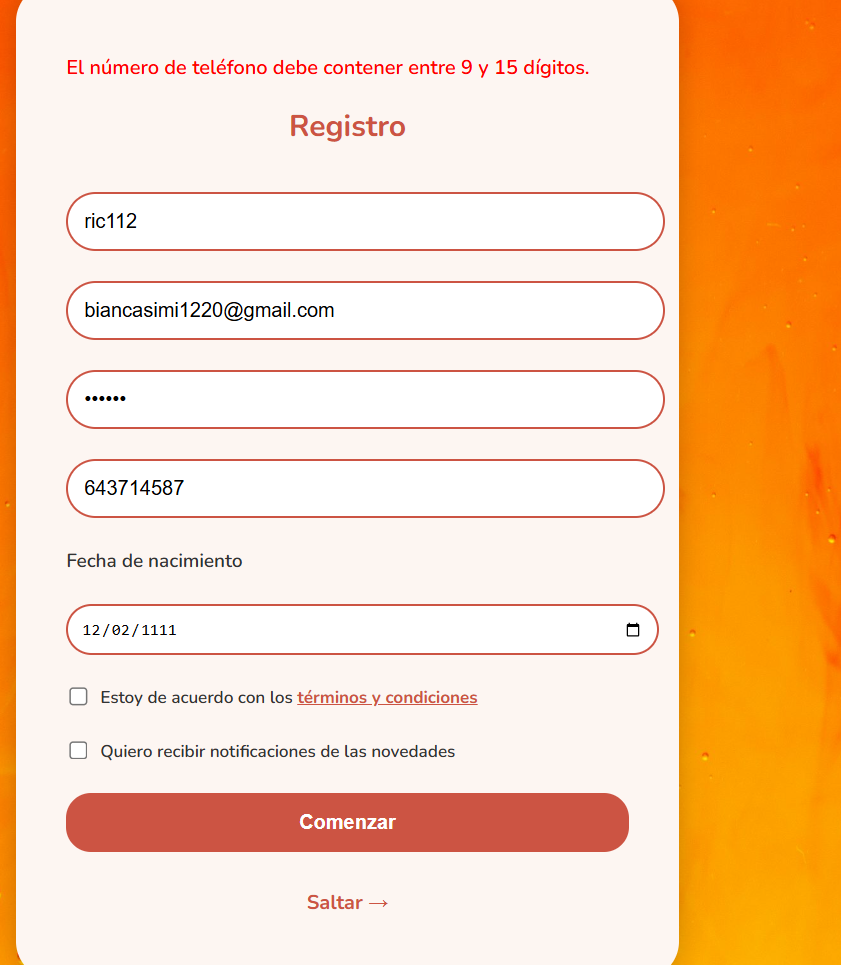 El número de teléfono debe contener entre 9 y 15 dígitos.
Registro
ric112
biancasimi1220@gmail.com
••••••
643714587
Fecha de nacimiento
12/02/1111
Estoy de acuerdo con los términos y condiciones
Quiero recibir notificaciones de las novedades
Comenzar
Saltar →